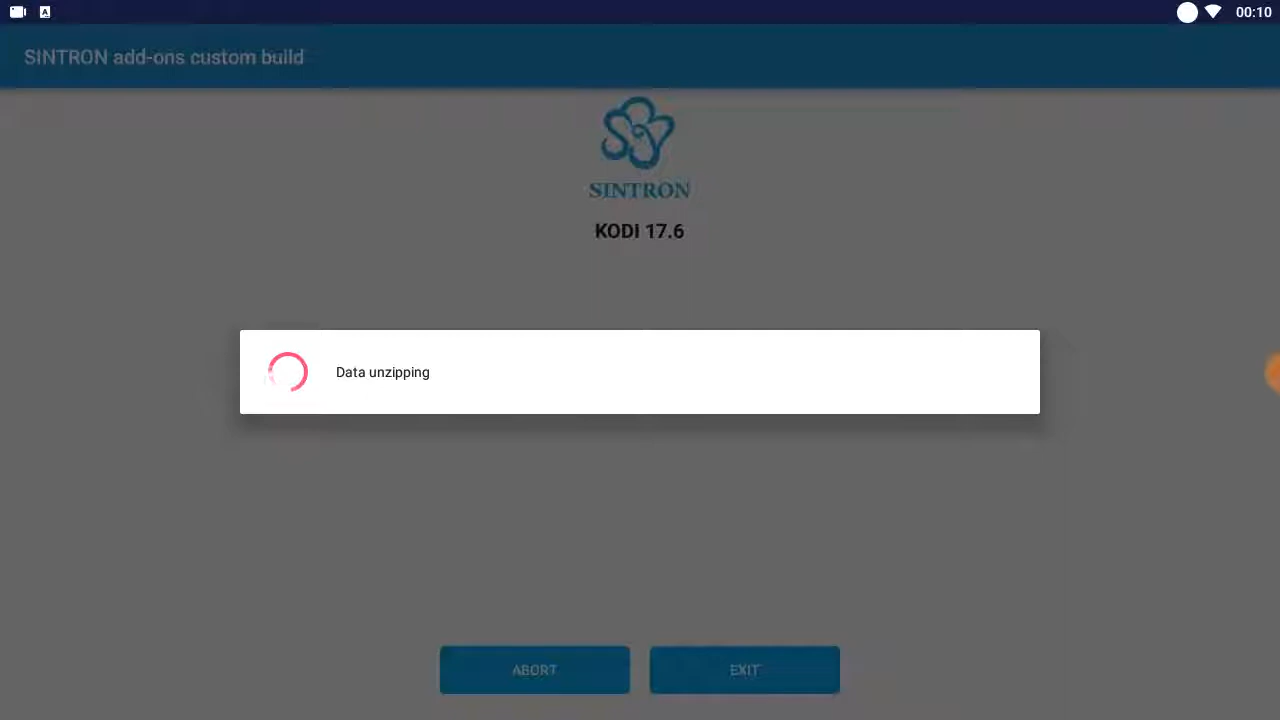 A
00:10
SINTRON add-ons custom build
SINTRON
KODI 17.6
Data unzipping
ABORT
EXIT